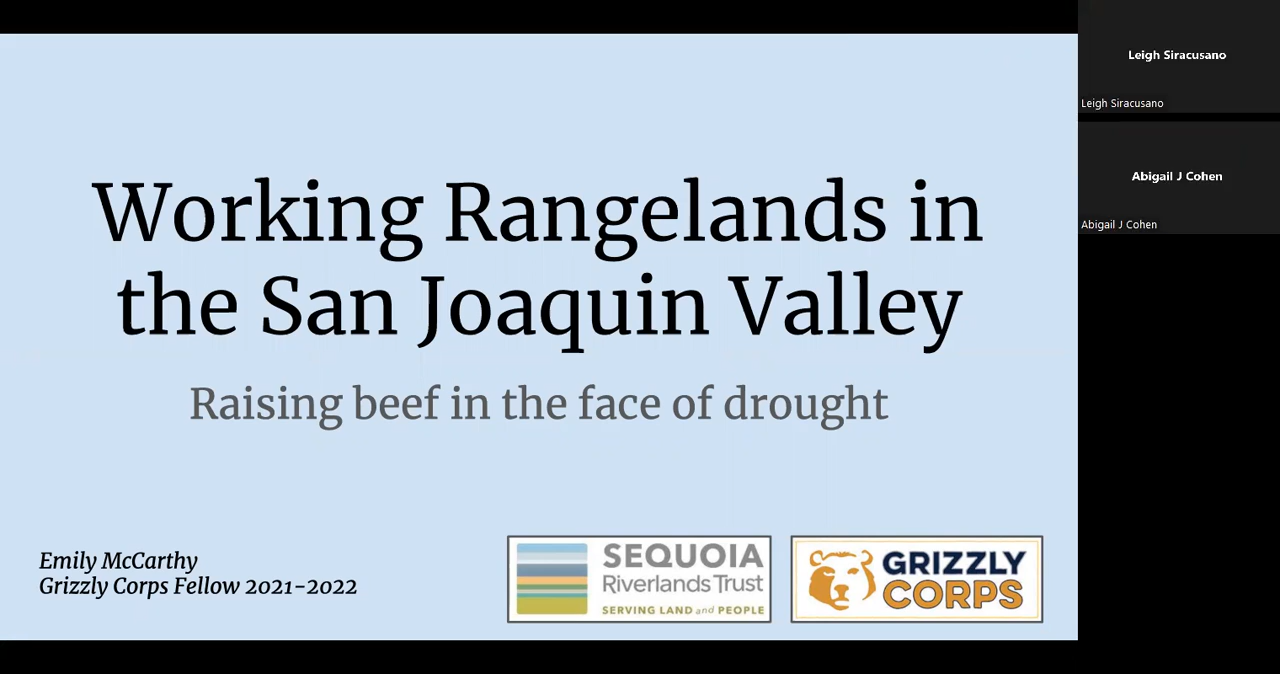 Working Rangelands in
the San Joaquin Valley
Raising beef in the face of drought
Emily McCarthy
Grizzly Corps Fellow 2021-2022
SEQUOIA
Riverlands Trust
SERVING LAND and PEOPLE
GRIZZLY
CORPS
Leigh Siracusano
Leigh Siracusano
Abigail J Cohen
Abigail J Cohen